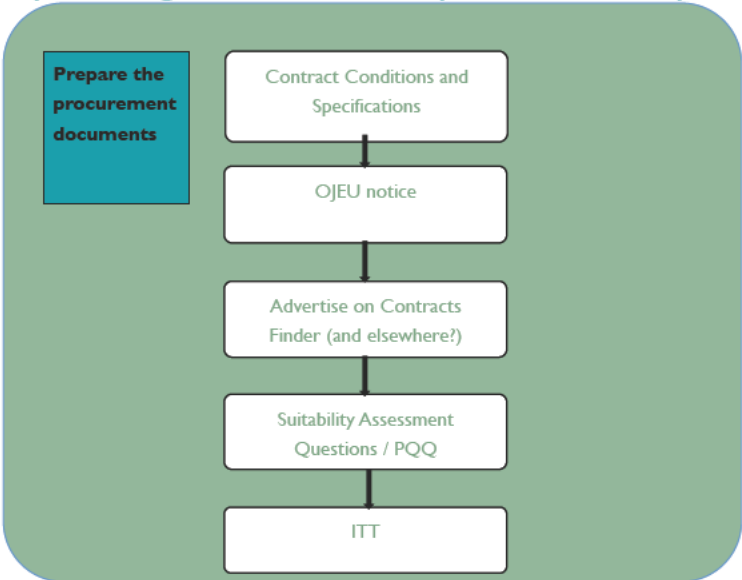 Prepare the
procurement
documents
Contract Conditions and
Specifications
OJEU notice
Advertise on Contracts
Finder (and elsewhere?)
Suitability Assessment
Questions / PQQ
ITT